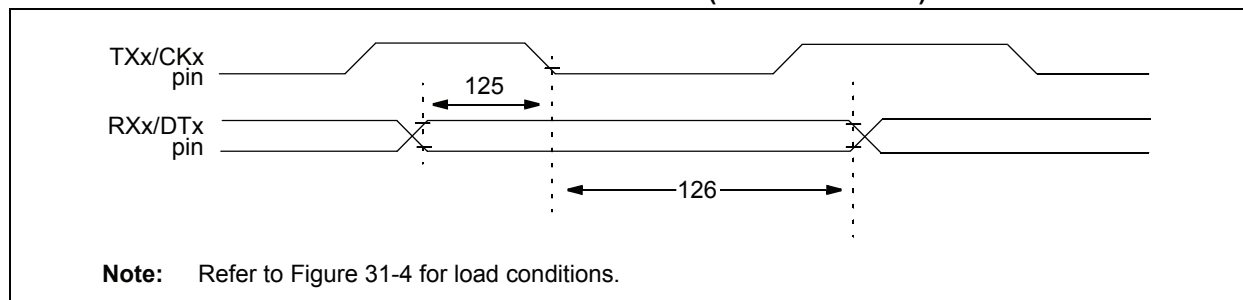 TXx/CKx
pin
125
RXx/DTx
pin
126
Note: Refer to Figure 31-4 for load conditions.